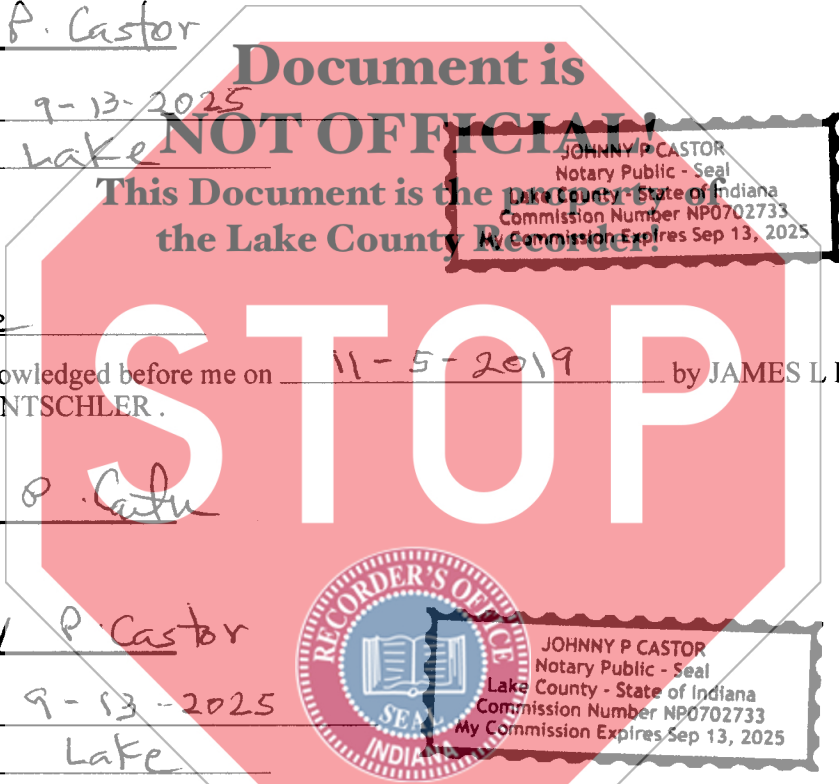 P. Castor
Document is
9-13-2025
NOT OFFICIAL!
Lake
JOHNNY P CASTOR
Notary Public - Seal
Lake County - State of Indiana
Commission Number NP0702733
My Commission Expires Sep 13, 2025
This Document is the property of
the Lake County Recorder!
STOP
owledged before me on 11-5-2019 by JAMES L
NTSCHLER .
P. Castor
RECORDER'S OFFICE
SEAL
INDIANA
P. Castor
JOHNNY P CASTOR
Notary Public - Seal
Lake County - State of Indiana
Commission Number NP0702733
My Commission Expires Sep 13, 2025
9-13-2025
Lake